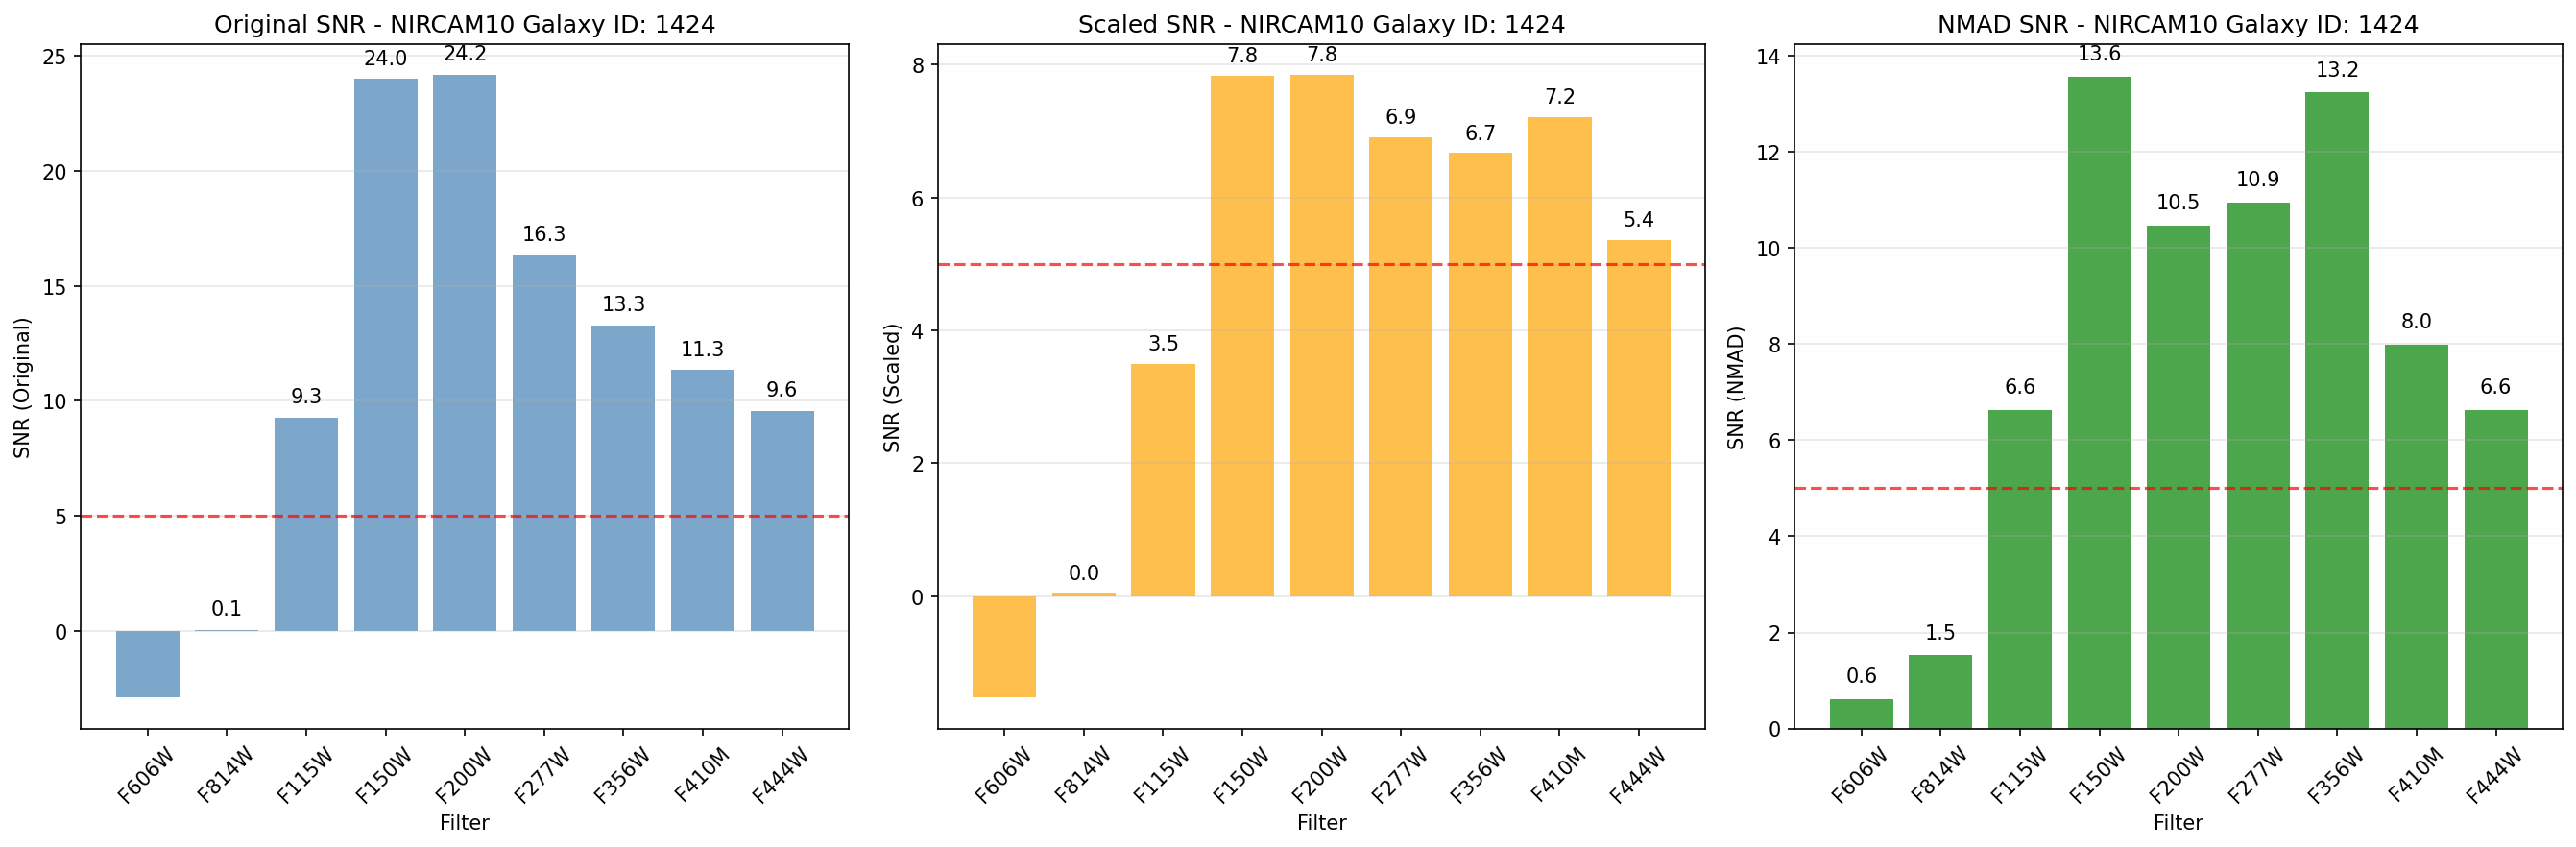 Original SNR - NIRCAM10 Galaxy ID: 1424
SNR (Original)
25
20
15
10
5
0
0.1
9.3
24.0
24.2
16.3
13.3
11.3
9.6
F606W
F814W
F115W
F150W
F200W
F277W
F356W
F410M
F444W
Filter
Scaled SNR - NIRCAM10 Galaxy ID: 1424
SNR (Scaled)
8
6
4
2
0
0.0
3.5
7.8
7.8
6.9
6.7
7.2
5.4
F606W
F814W
F115W
F150W
F200W
F277W
F356W
F410M
F444W
Filter
NMAD SNR - NIRCAM10 Galaxy ID: 1424
SNR (NMAD)
14
12
10
8
6
4
2
0
0.6
1.5
6.6
13.6
10.5
10.9
13.2
8.0
6.6
F606W
F814W
F115W
F150W
F200W
F277W
F356W
F410M
F444W
Filter